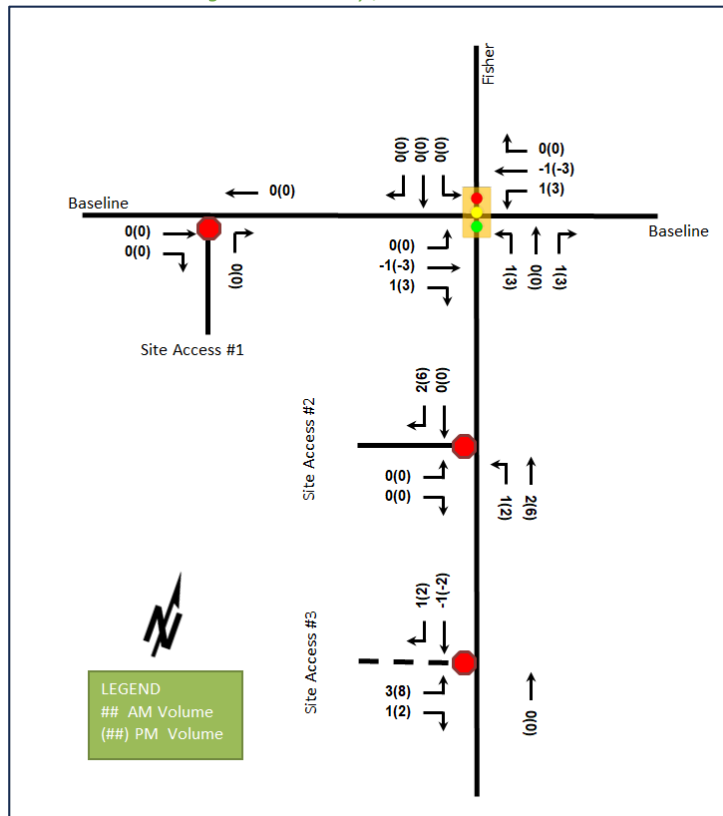 Fisher
0(0)
0(0)
0(0)
0(0)
-1(-3)
1(3)
0(0)
Baseline
Baseline
0(0)
0(0)
0(0)
0(0)
-1(-3)
1(3)
1(3)
0(0)
1(3)
Site Access #1
2(6)
0(0)
Site Access #2
0(0)
0(0)
1(2)
2(6)
1(2)
-1(-2)
Site Access #3
3(8)
1(2)
0(0)
N
LEGEND
## AM Volume
(##) PM Volume